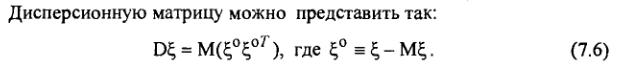 Дисперсионную матрицу можно представить так:
Dξ = M(ξ⁰ξ⁰ᵀ), где ξ⁰ ≡ ξ – Mξ. (7.6)